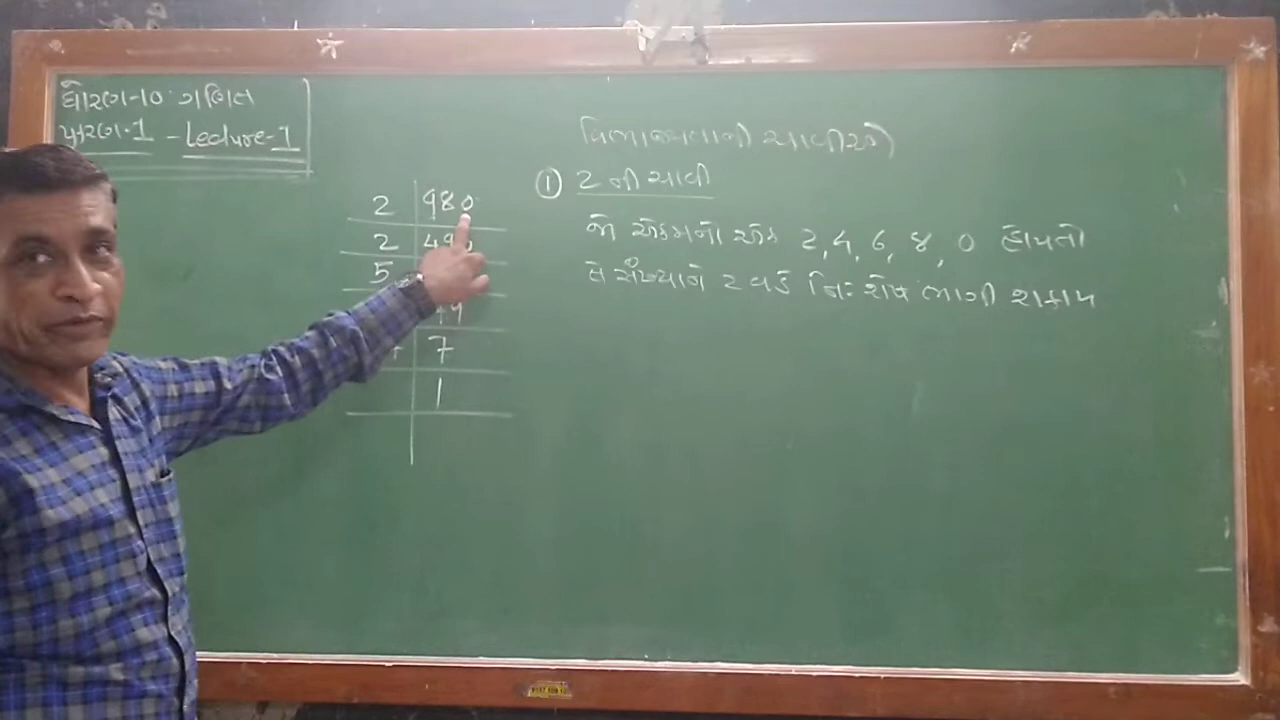 ધોરણ-10 ગણિત
પ્રકરણ.1 - Lecture-1
વિભાજ્યતાની ચાવીઓ
① 2 ની ચાવી
જો એકમનો અંક 2, 4, 6, 8, 0 હોય તો
તે સંખ્યાને 2 વડે નિઃશેષ ભાગી શકાય
2 980
2 490
5
7
1